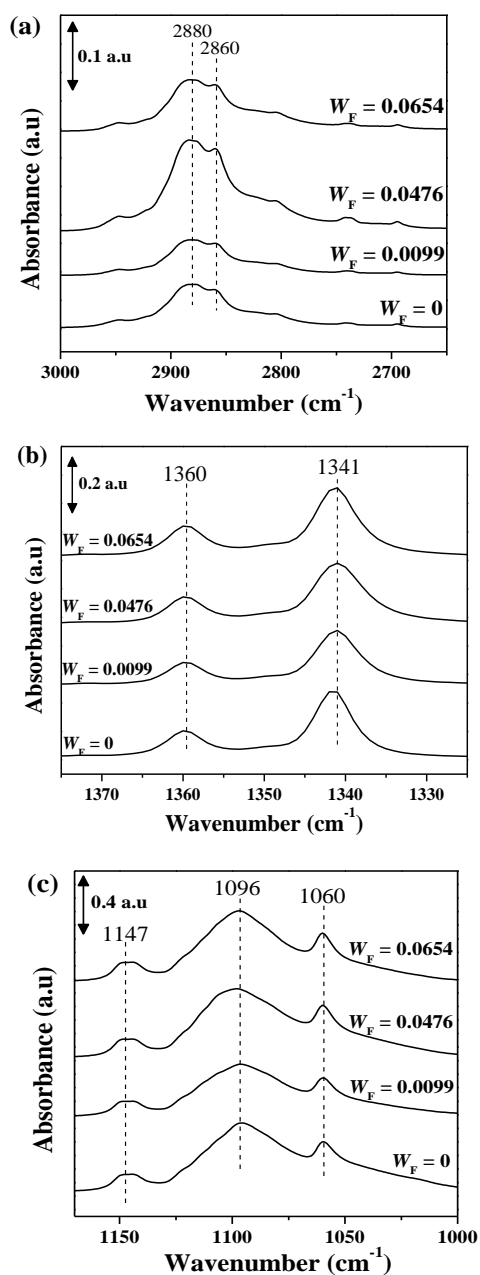 (a)
0.1 a.u
2880
2860
W_F = 0.0654
W_F = 0.0476
W_F = 0.0099
W_F = 0
Absorbance (a.u)
3000 2900 2800 2700
Wavenumber (cm⁻¹)
(b)
0.2 a.u
1360
1341
W_F = 0.0654
W_F = 0.0476
W_F = 0.0099
W_F = 0
Absorbance (a.u)
1370 1360 1350 1340 1330
Wavenumber (cm⁻¹)
(c)
0.4 a.u
1147
1096
1060
W_F = 0.0654
W_F = 0.0476
W_F = 0.0099
W_F = 0
Absorbance (a.u)
1150 1100 1050 1000
Wavenumber (cm⁻¹)